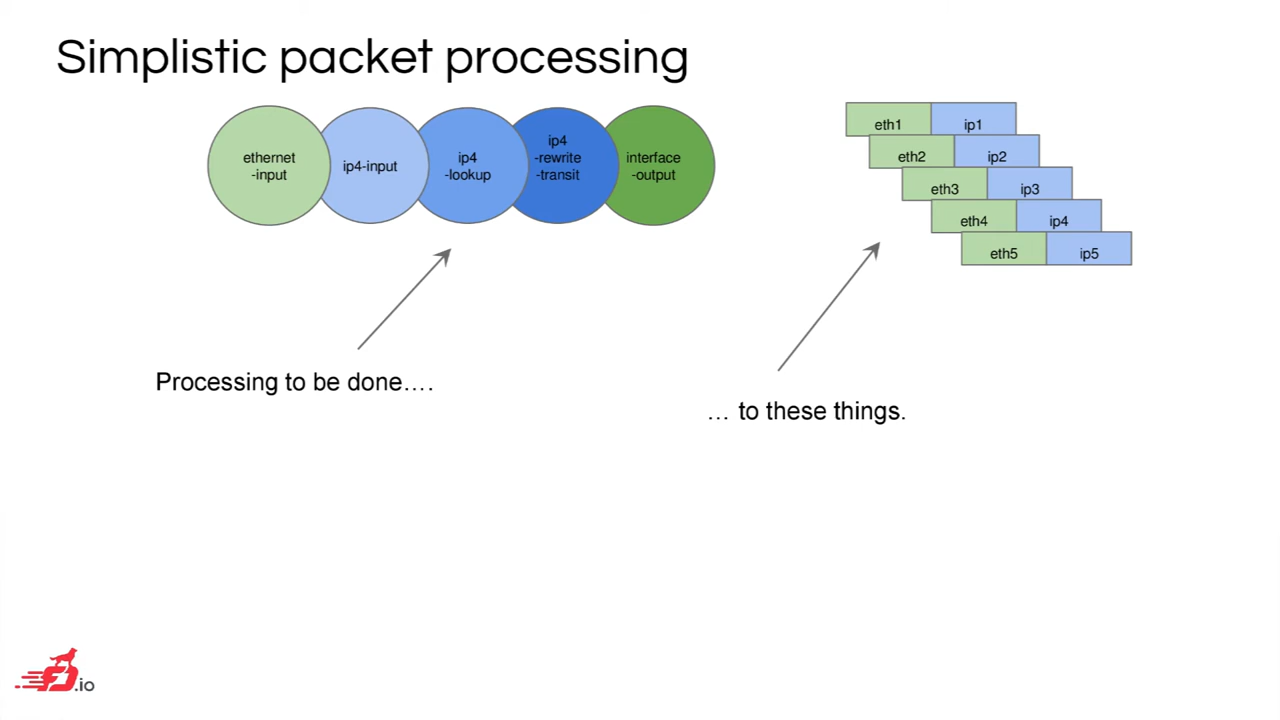 Simplistic packet processing
ethernet
-input
ip4-input
ip4
-lookup
ip4
-rewrite
-transit
interface
-output
eth1 ip1
eth2 ip2
eth3 ip3
eth4 ip4
eth5 ip5
Processing to be done….
… to these things.
.io